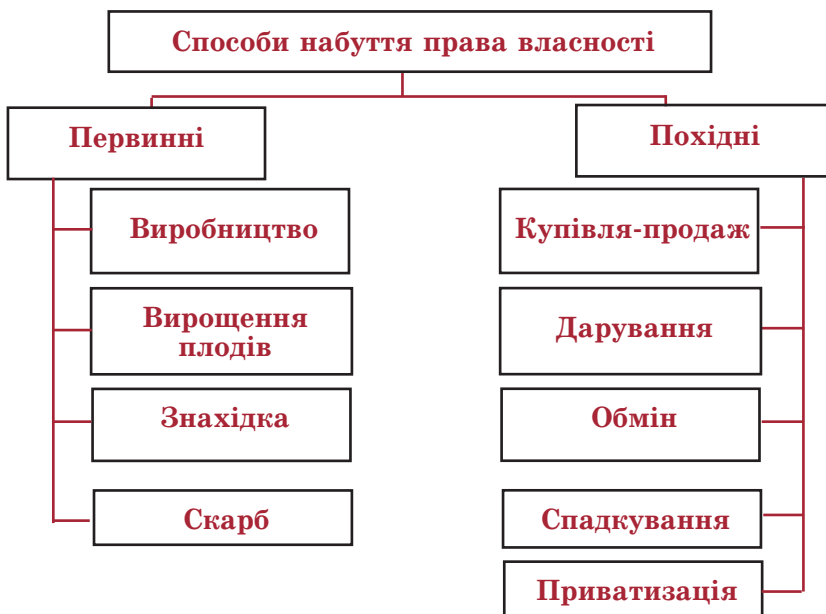 Способи набуття права власності
Первинні
Виробництво
Вирощення
плодів
Знахідка
Скарб
Похідні
Купівля-продаж
Дарування
Обмін
Спадкування
Приватизація